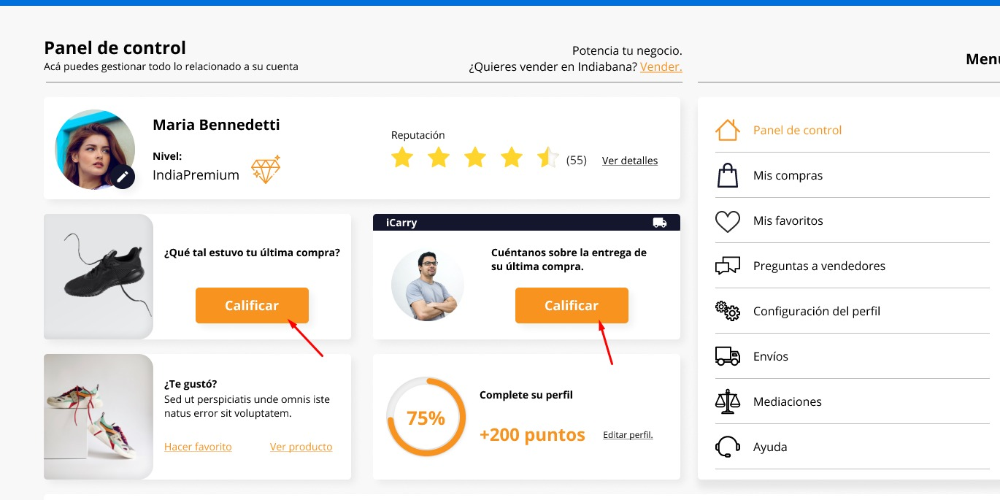 Panel de control
Acá puedes gestionar todo lo relacionado a su cuenta
Potencia tu negocio.
¿Quieres vender en Indiabana? Vender.
Maria Bennedetti
Nivel:
IndiaPremium
Reputación
(55)
Ver detalles
¿Qué tal estuvo tu última compra?
Calificar
iCarry
Cuéntanos sobre la entrega de
su última compra.
Calificar
¿Te gustó?
Sed ut perspiciatis unde omnis iste
natus error sit voluptatem.
Hacer favorito
Ver producto
75%
Complete su perfil
+200 puntos
Editar perfil.
Menu
Panel de control
Mis compras
Mis favoritos
Preguntas a vendedores
Configuración del perfil
Envíos
Mediaciones
Ayuda